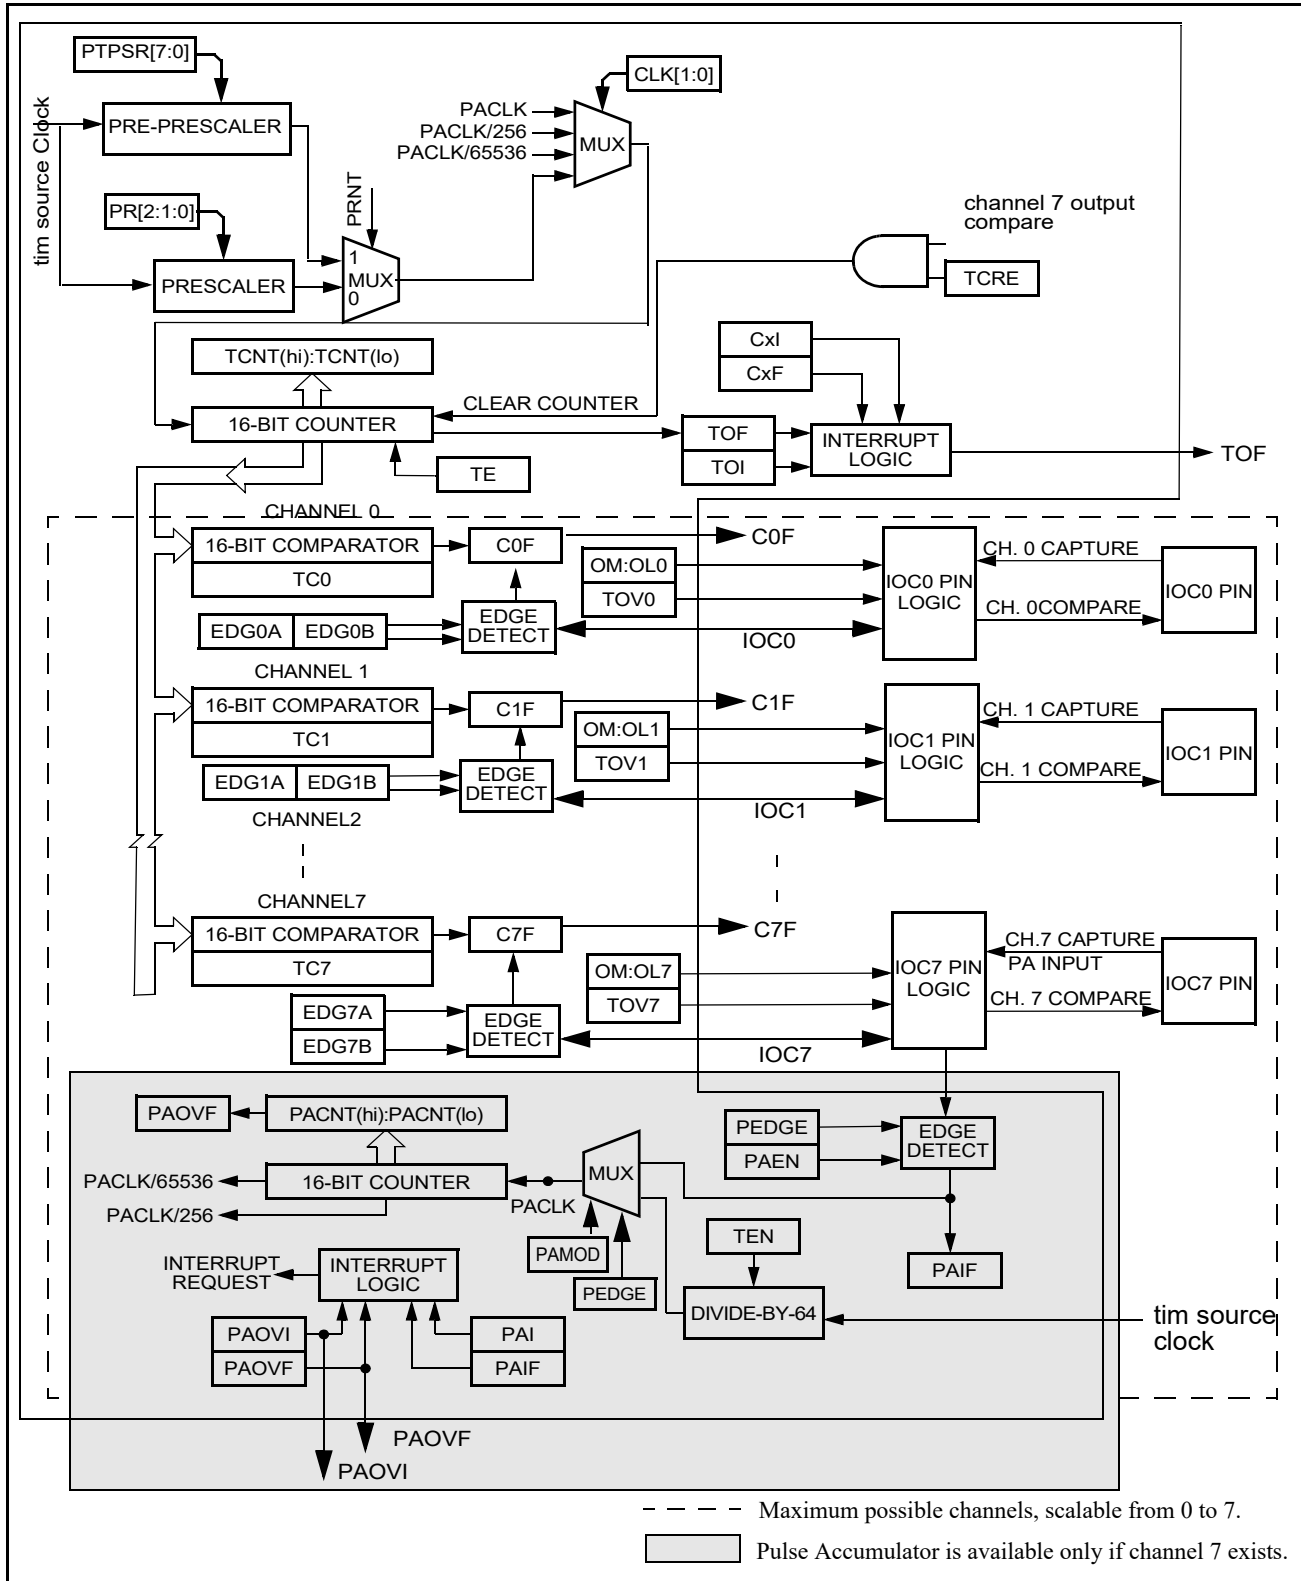 PTPSR[7:0]
CLK[1:0]
tim source Clock
PRE-PRESCALER
PACLK
PACLK/256
PACLK/65536
MUX
PR[2:1:0]
PRNT
channel 7 output
compare
PRESCALER
1
MUX
0
TCRE
TCNT(hi):TCNT(lo)
CxI
CxF
CLEAR COUNTER
16-BIT COUNTER
TOF
TOI
INTERRUPT
LOGIC
TOF
TE
CHANNEL 0
16-BIT COMPARATOR
TC0
C0F
C0F
OM:OL0
TOV0
IOC0 PIN
LOGIC
CH. 0 CAPTURE
CH. 0COMPARE
IOC0 PIN
EDG0A
EDG0B
EDGE
DETECT
IOC0
CHANNEL 1
16-BIT COMPARATOR
TC1
C1F
C1F
OM:OL1
TOV1
IOC1 PIN
LOGIC
CH. 1 CAPTURE
CH. 1 COMPARE
IOC1 PIN
EDG1A
EDG1B
EDGE
DETECT
IOC1
CHANNEL2
CHANNEL7
16-BIT COMPARATOR
TC7
C7F
C7F
OM:OL7
TOV7
IOC7 PIN
LOGIC
CH.7 CAPTURE
PA INPUT
CH. 7 COMPARE
IOC7 PIN
EDG7A
EDG7B
EDGE
DETECT
IOC7
PAOVF
PACNT(hi):PACNT(lo)
PEDGE
PAEN
EDGE
DETECT
MUX
PACLK/65536
16-BIT COUNTER
PACLK
PACLK/256
PAMOD
TEN
INTERRUPT
REQUEST
INTERRUPT
LOGIC
PEDGE
PAIF
DIVIDE-BY-64
tim source
clock
PAOVI
PAOVF
PAI
PAIF
PAOVF
PAOVI
Maximum possible channels, scalable from 0 to 7.
Pulse Accumulator is available only if channel 7 exists.